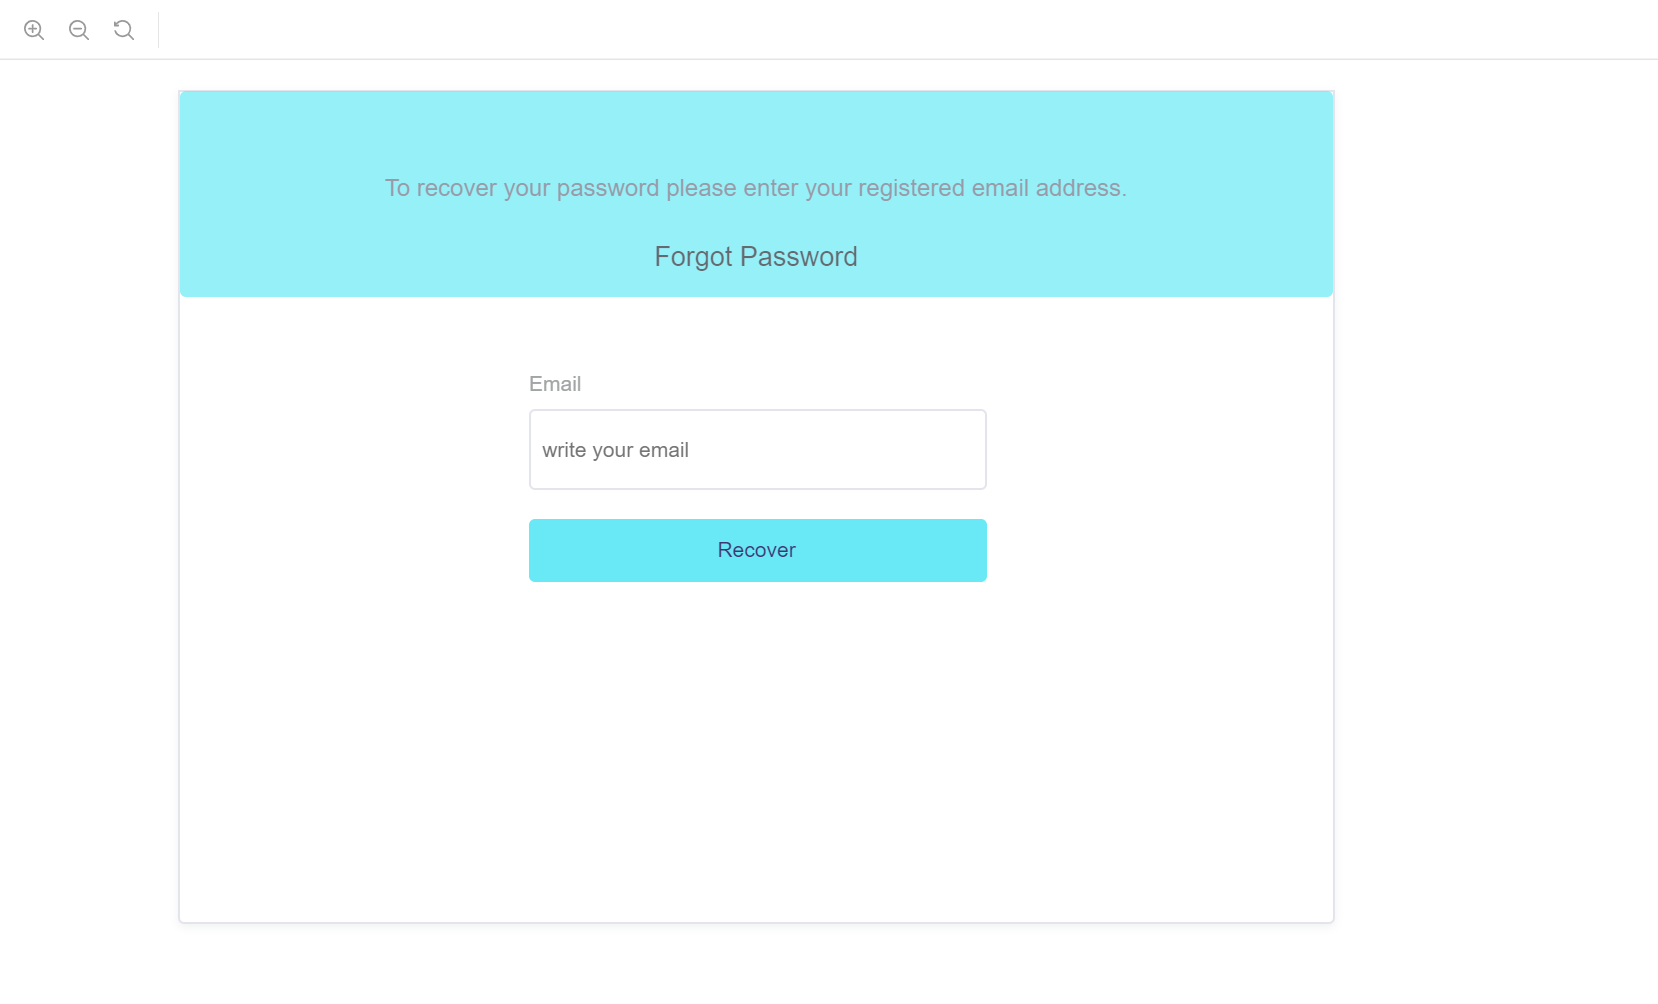 To recover your password please enter your registered email address.
Forgot Password
Email
write your email
Recover